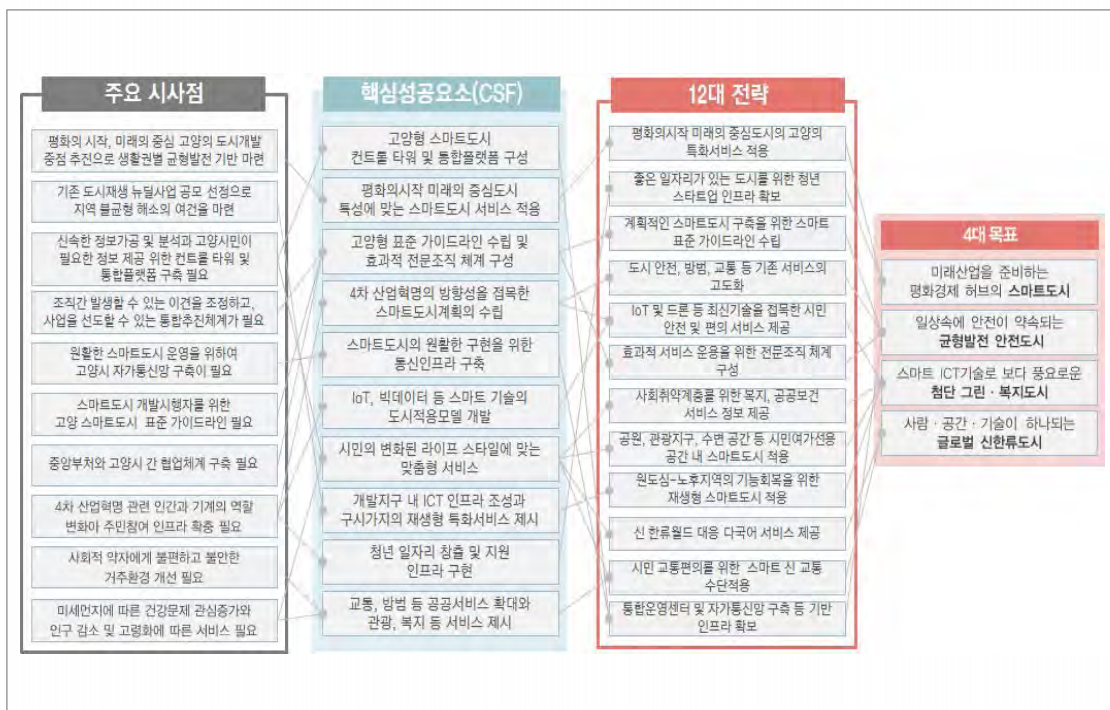 주요 시사점
평화의 시작, 미래의 중심 고양의 도시개발
중점 추진으로 생활권별 균형발전 기반 마련
기존 도시재생 뉴딜사업 공모 선정으로
지역 불균형 해소의 여건을 마련
신속한 정보가공 및 분석과 고양시민이
필요한 정보 제공 위한 컨트롤 타워 및
통합플랫폼 구축 필요
조직간 발생할 수 있는 이견을 조정하고,
사업을 선도할 수 있는 통합추진체계가 필요
원활한 스마트도시 운영을 위하여
고양시 자가통신망 구축이 필요
스마트도시 개발시행자를 위한
고양 스마트도시 표준 가이드라인 필요
중앙부처와 고양시 간 협업체계 구축 필요
4차 산업혁명 관련 인간과 기계의 역할
변화아 주민참여 인프라 확충 필요
사회적 약자에게 불편하고 불안한
거주환경 개선 필요
미세먼지에 따른 건강문제 관심증가와
인구 감소 및 고령화에 따른 서비스 필요
핵심성공요소(CSF)
고양형 스마트도시
컨트롤 타워 및 통합플랫폼 구성
평화의시작 미래의 중심도시
특성에 맞는 스마트도시 서비스 적용
고양형 표준 가이드라인 수립 및
효과적 전문조직 체계 구성
4차 산업혁명의 방향성을 접목한
스마트도시계획의 수립
스마트도시의 원활한 구현을 위한
통신인프라 구축
IoT, 빅데이터 등 스마트 기술의
도시적용모델 개발
시민의 변화된 라이프 스타일에 맞는
맞춤형 서비스
개발지구 내 ICT 인프라 조성과
구시가지의 재생형 특화서비스 제시
청년 일자리 창출 및 지원
인프라 구현
교통, 방범 등 공공서비스 확대와
관광, 복지 등 서비스 제시
12대 전략
평화의시작 미래의 중심도시의 고양의
특화서비스 적용
좋은 일자리가 있는 도시를 위한 청년
스타트업 인프라 확보
계획적인 스마트도시 구축을 위한 스마트
표준 가이드라인 수립
도시 안전, 방범, 교통 등 기존 서비스의
고도화
IoT 및 드론 등 최신기술을 접목한 시민
안전 및 편의 서비스 제공
효과적 서비스 운용을 위한 전문조직 체계
구성
사회취약계층을 위한 복지, 공공보건
서비스 정보 제공
공원, 관광지구, 수변 공간 등 시민여가선용
공간 내 스마트도시 적용
원도심-노후지역의 기능회복을 위한
재생형 스마트도시 적용
신 한류월드 대응 다국어 서비스 제공
시민 교통편의를 위한 스마트 신 교통
수단적용
통합운영센터 및 자가통신망 구축 등 기반
인프라 확보
4대 목표
미래산업을 준비하는
평화경제 허브의 스마트도시
일상속에 안전이 약속되는
균형발전 안전도시
스마트 ICT기술로 보다 풍요로운
첨단 그린·복지도시
사람·공간·기술이 하나되는
글로벌 신한류도시